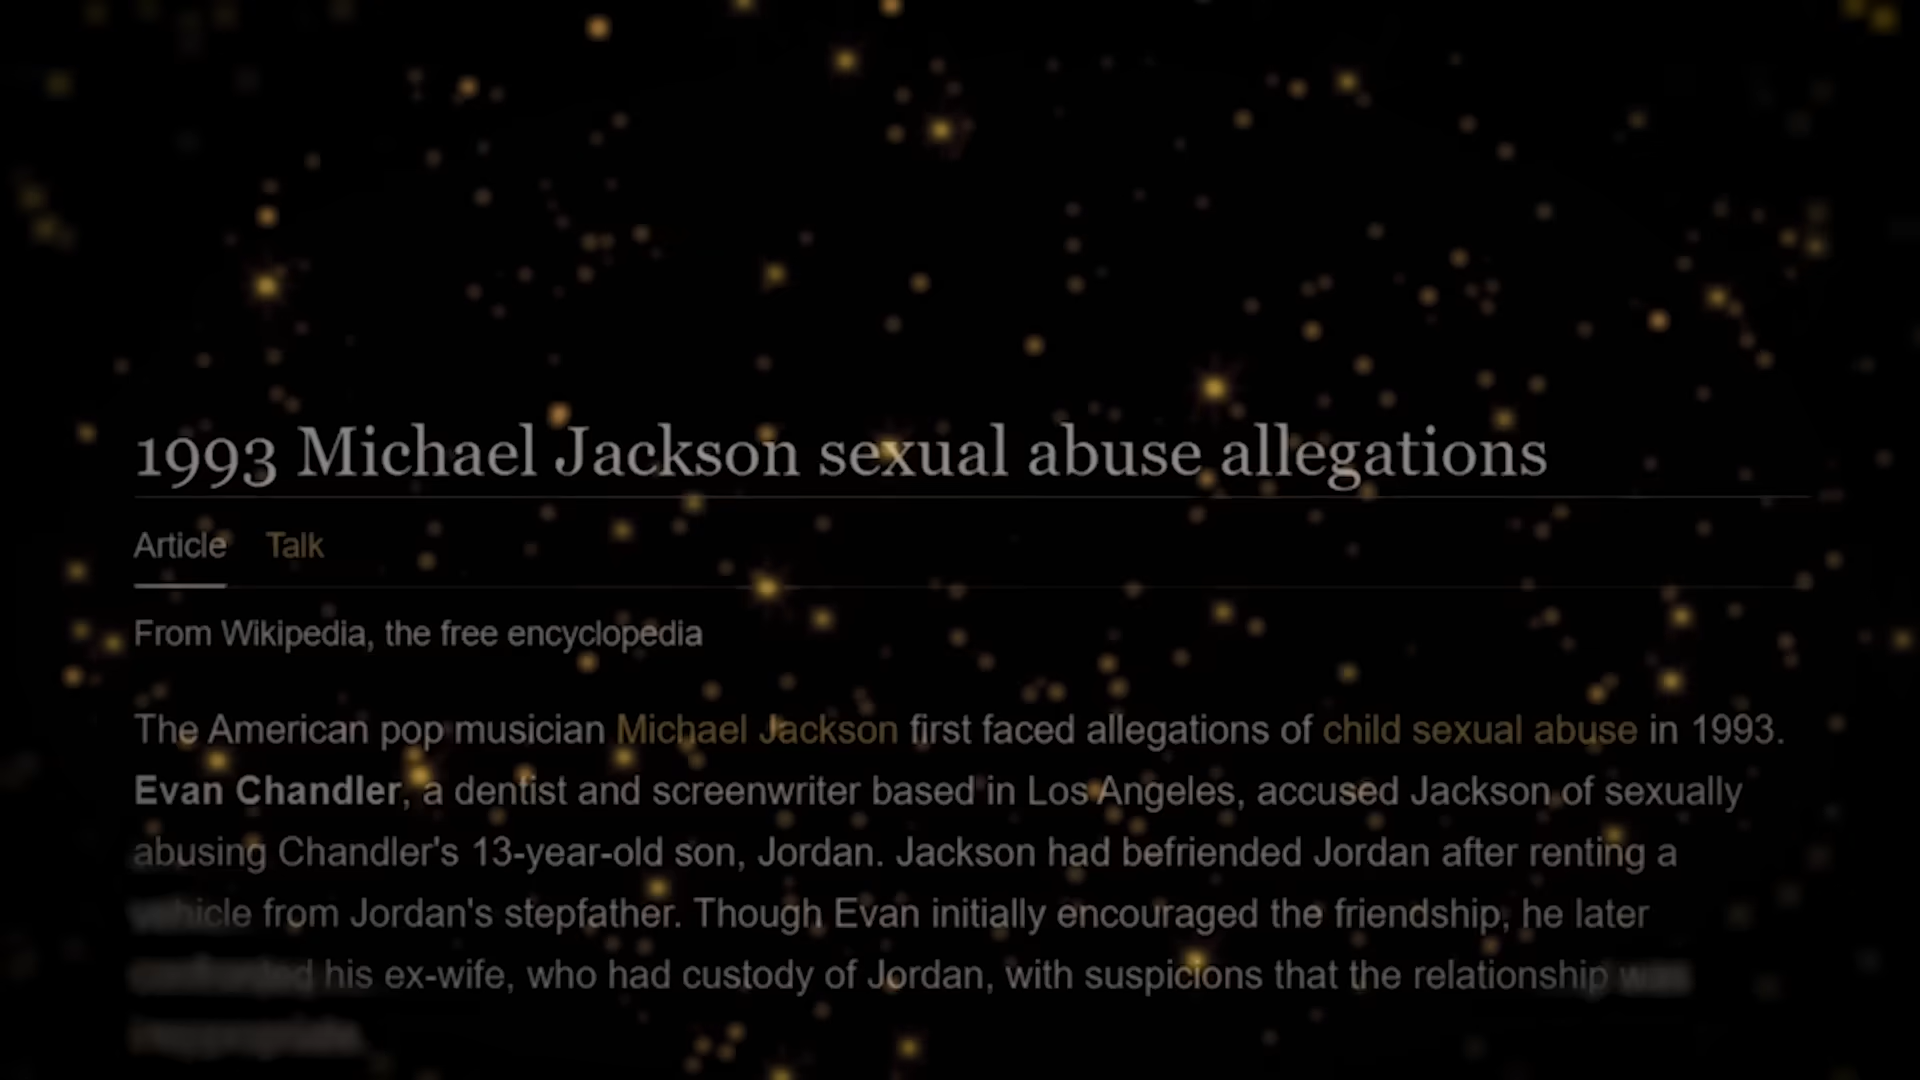 1993 Michael Jackson sexual abuse allegations
Article Talk
From Wikipedia, the free encyclopedia
The American pop musician Michael Jackson first faced allegations of child sexual abuse in 1993.
Evan Chandler, a dentist and screenwriter based in Los Angeles, accused Jackson of sexually
abusing Chandler's 13-year-old son, Jordan. Jackson had befriended Jordan after renting a
vehicle from Jordan's stepfather. Though Evan initially encouraged the friendship, he later
confronted his ex-wife, who had custody of Jordan, with suspicions that the relationship was
inappropriate.